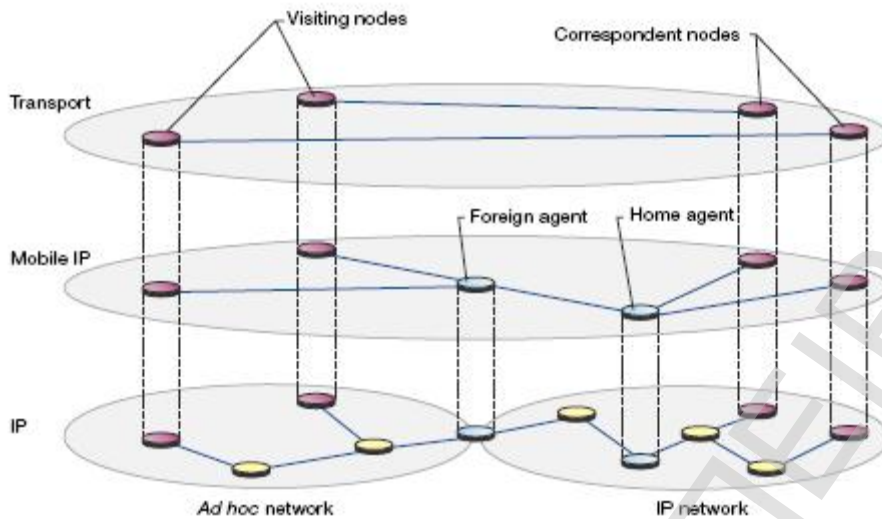 Visiting nodes
Correspondent nodes
Transport
Foreign agent
Home agent
Mobile IP
IP
Ad hoc network
IP network